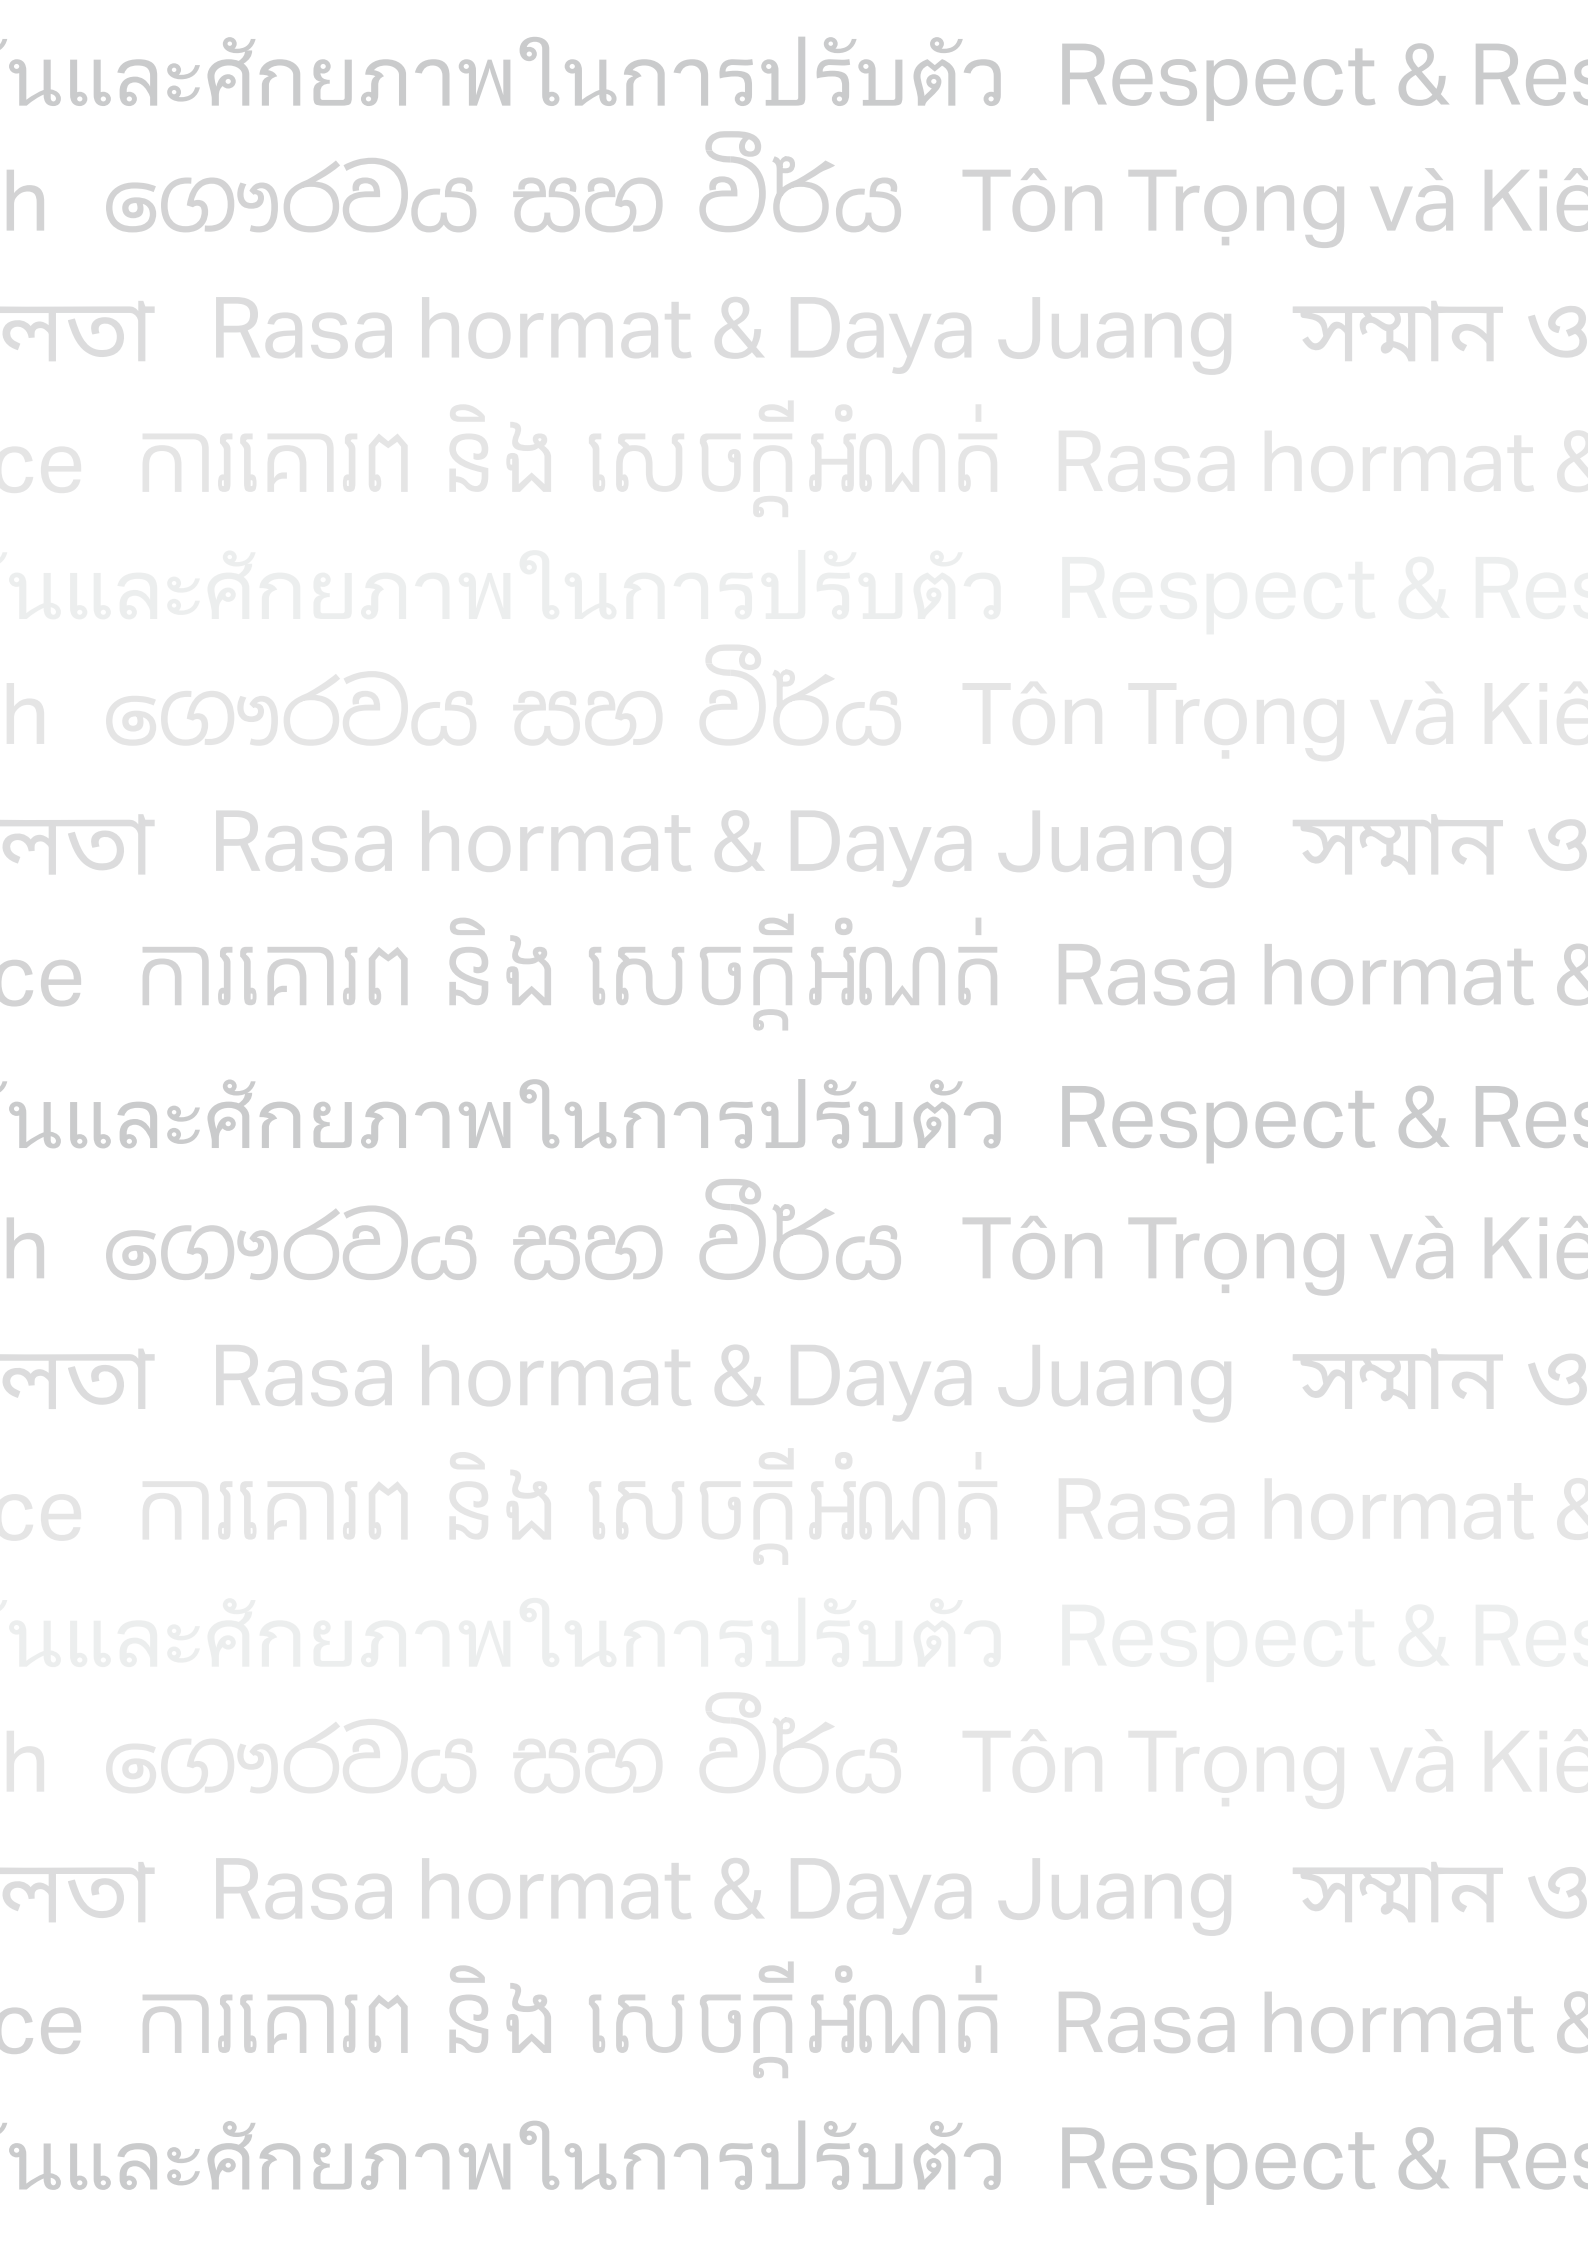 ันและศักยภาพในการปรับตัว Respect & Res
h ගෞරවය සහ වීර්ය Tôn Trọng và Kiê
লতা Rasa hormat & Daya Juang সম্মান ও
ce ការគោរព និង សេចក្តីអំណត់ Rasa hormat &
ันและศักยภาพในการปรับตัว Respect & Res
h ගෞරවය සහ වීර්ය Tôn Trọng và Kiê
লতা Rasa hormat & Daya Juang সম্মান ও
ce ការគោរព និង សេចក្តីអំណត់ Rasa hormat &
ันและศักยภาพในการปรับตัว Respect & Res
h ගෞරවය සහ වීර්ය Tôn Trọng và Kiê
লতা Rasa hormat & Daya Juang সম্মান ও
ce ការគោរព និង សេចក្តីអំណត់ Rasa hormat &
ันและศักยภาพในการปรับตัว Respect & Res
h ගෞරවය සහ වීර්ය Tôn Trọng và Kiê
লতা Rasa hormat & Daya Juang সম্মান ও
ce ការគោរព និង សេចក្តីអំណត់ Rasa hormat &
ันและศักยภาพในการปรับตัว Respect & Res